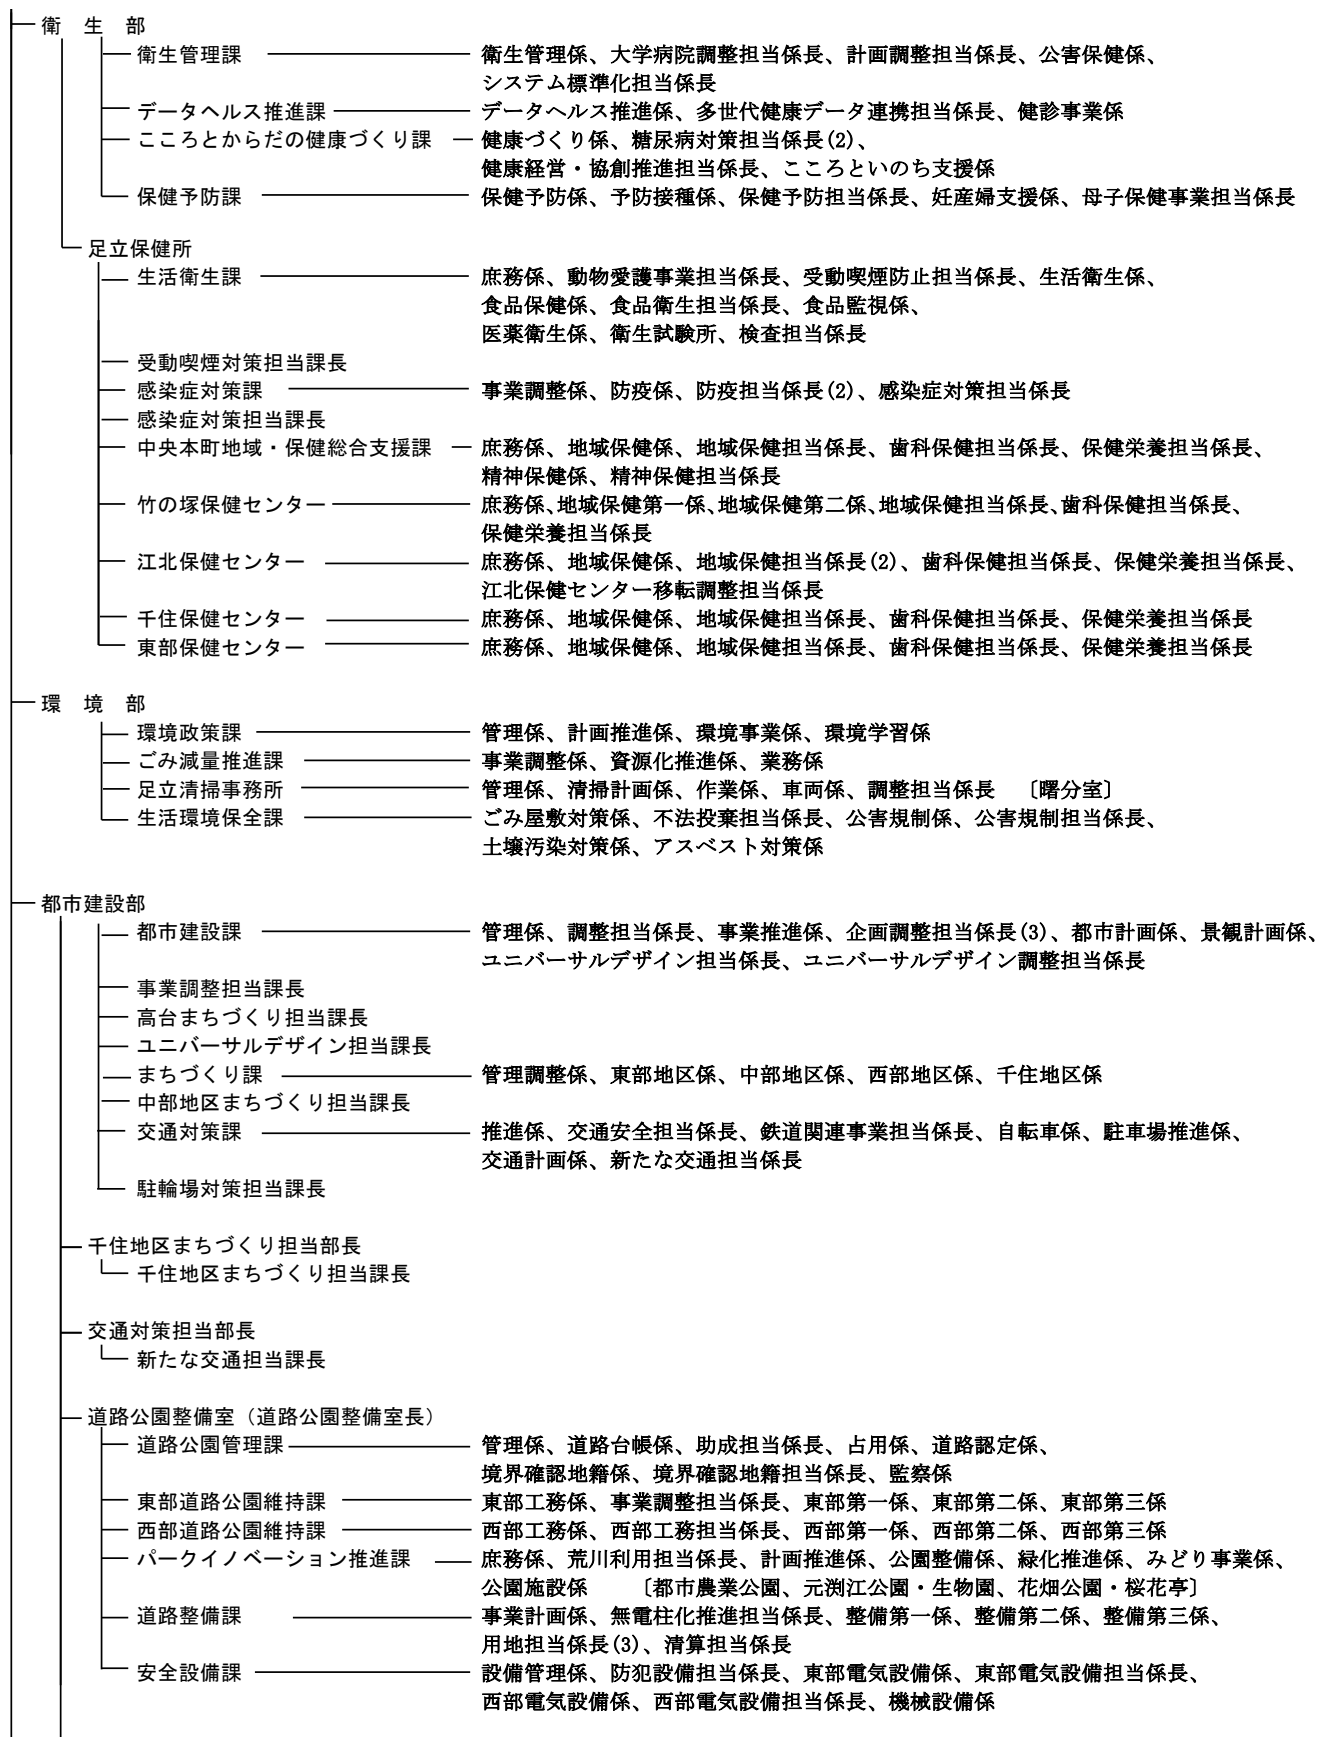 衛　生　部
衛生管理課　衛生管理係、大学病院調整担当係長、計画調整担当係長、公害保健係、
システム標準化担当係長
データヘルス推進課　データヘルス推進係、多世代健康データ連携担当係長、健診事業係
こころとからだの健康づくり課　健康づくり係、糖尿病対策担当係長(2)、
健康経営・協創推進担当係長、こころといのち支援係
保健予防課　保健予防係、予防接種係、保健予防担当係長、妊産婦支援係、母子保健事業担当係長
足立保健所
生活衛生課　庶務係、動物愛護事業担当係長、受動喫煙防止担当係長、生活衛生係、
食品保健係、食品衛生担当係長、食品監視係、
医薬衛生係、衛生試験所、検査担当係長
受動喫煙対策担当課長
感染症対策課　事業調整係、防疫係、防疫担当係長(2)、感染症対策担当係長
感染症対策担当課長
中央本町地域・保健総合支援課　庶務係、地域保健係、地域保健担当係長、歯科保健担当係長、保健栄養担当係長、
精神保健係、精神保健担当係長
竹の塚保健センター　庶務係、地域保健第一係、地域保健第二係、地域保健担当係長、歯科保健担当係長、
保健栄養担当係長
江北保健センター　庶務係、地域保健係、地域保健担当係長(2)、歯科保健担当係長、保健栄養担当係長、
江北保健センター移転調整担当係長
千住保健センター　庶務係、地域保健係、地域保健担当係長、歯科保健担当係長、保健栄養担当係長
東部保健センター　庶務係、地域保健係、地域保健担当係長、歯科保健担当係長、保健栄養担当係長
環　境　部
環境政策課　管理係、計画推進係、環境事業係、環境学習係
ごみ減量推進課　事業調整係、資源化推進係、業務係
足立清掃事務所　管理係、清掃計画係、作業係、車両係、調整担当係長　〔曙分室〕
生活環境保全課　ごみ屋敷対策係、不法投棄担当係長、公害規制係、公害規制担当係長、
土壌汚染対策係、アスベスト対策係
都市建設部
都市建設課　管理係、調整担当係長、事業推進係、企画調整担当係長(3)、都市計画係、景観計画係、
ユニバーサルデザイン担当係長、ユニバーサルデザイン調整担当係長
事業調整担当課長
高台まちづくり担当課長
ユニバーサルデザイン担当課長
まちづくり課　管理調整係、東部地区係、中部地区係、西部地区係、千住地区係
中部地区まちづくり担当課長
交通対策課　推進係、交通安全担当係長、鉄道関連事業担当係長、自転車係、駐車場推進係、
交通計画係、新たな交通担当係長
駐輪場対策担当課長
千住地区まちづくり担当部長
千住地区まちづくり担当課長
交通対策担当部長
新たな交通担当課長
道路公園整備室（道路公園整備室長）
道路公園管理課　管理係、道路台帳係、助成担当係長、占用係、道路認定係、
境界確認地籍係、境界確認地籍担当係長、監察係
東部道路公園維持課　東部工務係、事業調整担当係長、東部第一係、東部第二係、東部第三係
西部道路公園維持課　西部工務係、西部工務担当係長、西部第一係、西部第二係、西部第三係
パークイノベーション推進課　庶務係、荒川利用担当係長、計画推進係、公園整備係、緑化推進係、みどり事業係、
公園施設係　〔都市農業公園、元渕江公園・生物園、花畑公園・桜花亭〕
道路整備課　事業計画係、無電柱化推進担当係長、整備第一係、整備第二係、整備第三係、
用地担当係長(3)、清算担当係長
安全設備課　設備管理係、防犯設備担当係長、東部電気設備係、東部電気設備担当係長、
西部電気設備係、西部電気設備担当係長、機械設備係